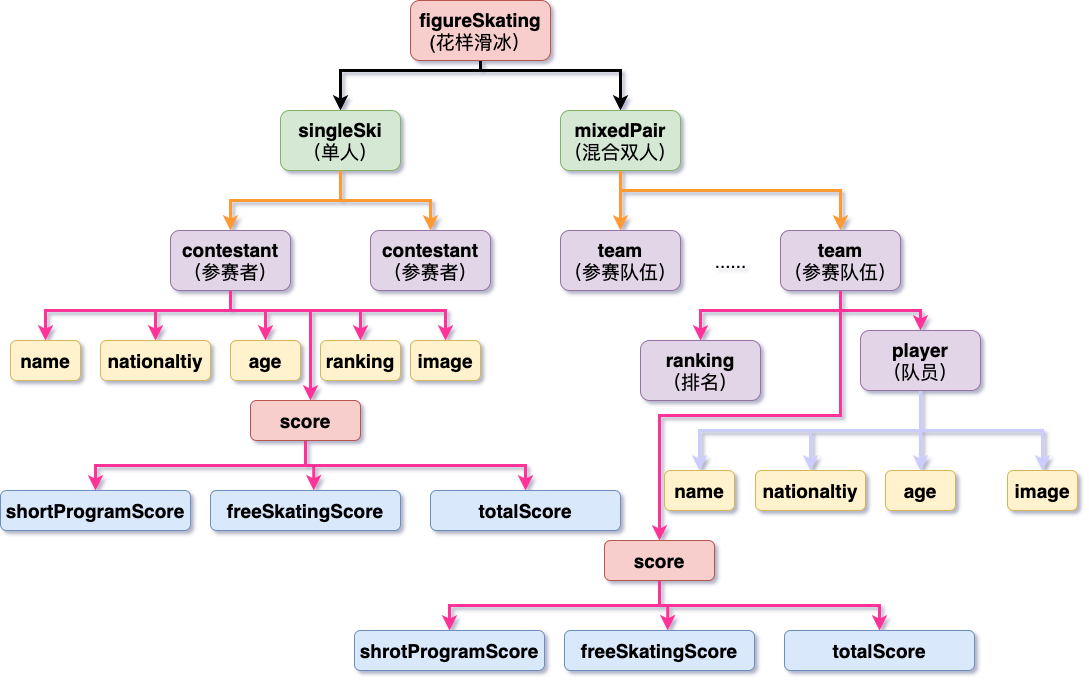 figureSkating
(花样滑冰）
singleSki
（单人）
mixedPair
（混合双人）
contestant
（参赛者）
contestant
（参赛者）
team
（参赛队伍）
......
team
（参赛队伍）
name
nationaltiy
age
ranking
image
ranking
（排名）
player
（队员）
score
name
nationaltiy
age
image
shortProgramScore
freeSkatingScore
totalScore
score
shrotProgramScore
freeSkatingScore
totalScore